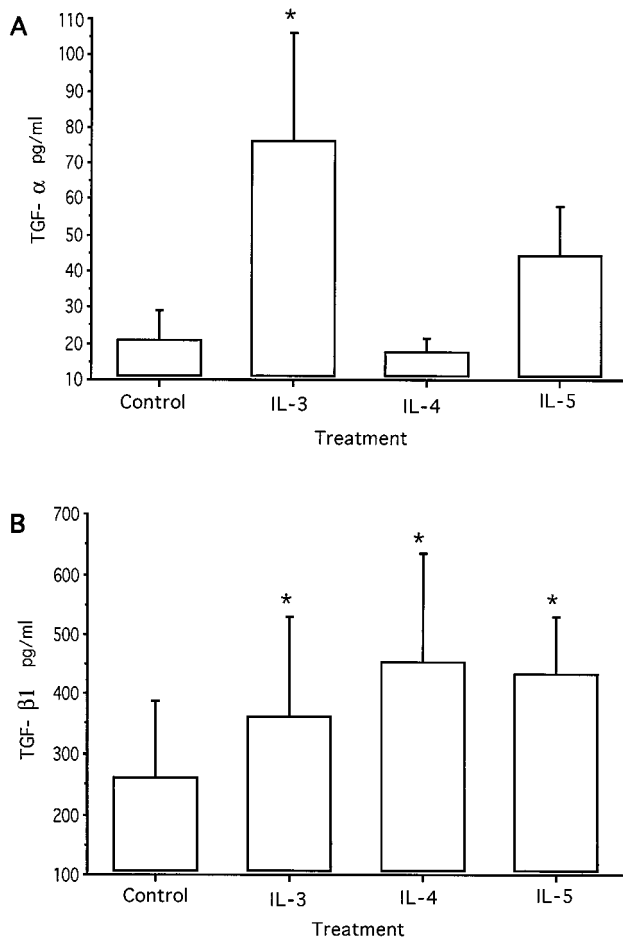 A
*
110
100
90
80
70
60
50
40
30
20
10
TGF- α pg/ml
Control IL-3 IL-4 IL-5
Treatment
B
* * *
700
600
500
400
300
200
100
TGF- β1 pg/ml
Control IL-3 IL-4 IL-5
Treatment